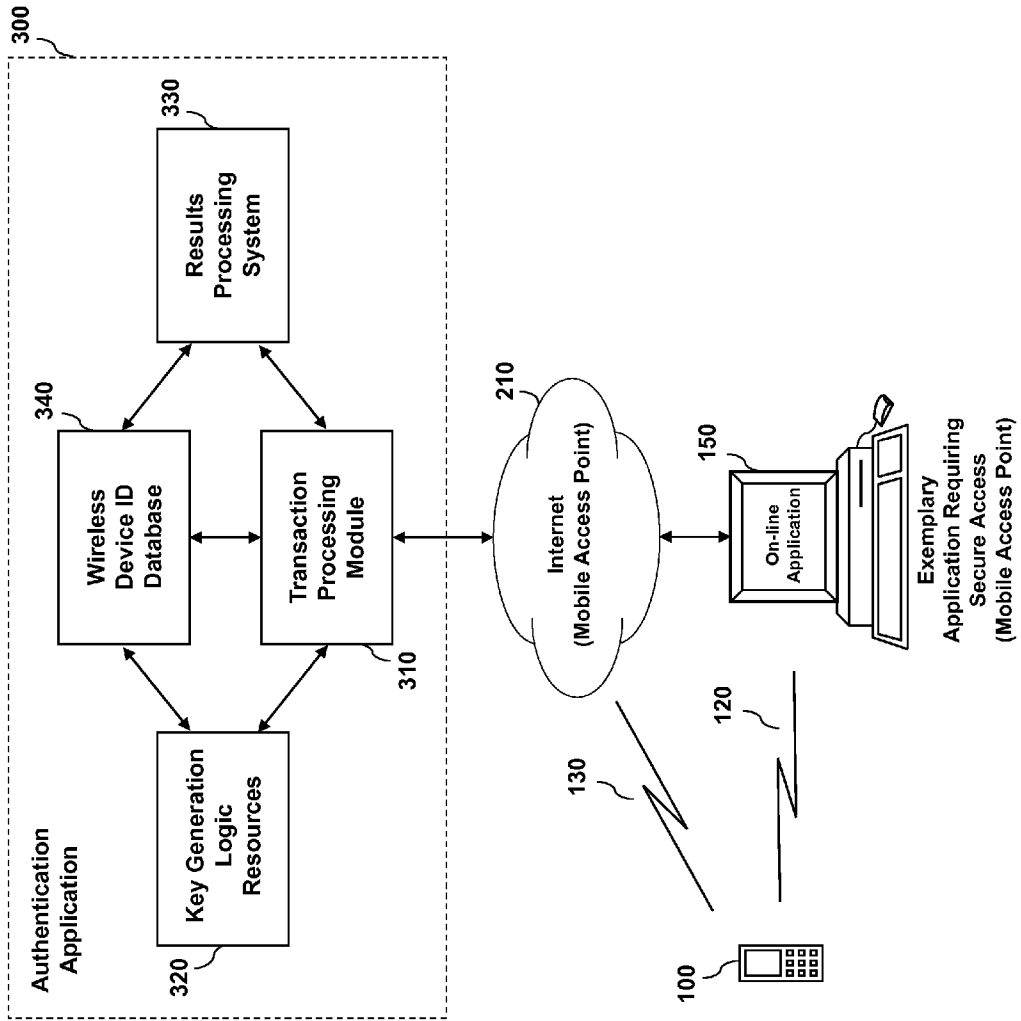 300
Authentication
Application
320
Key Generation
Logic
Resources
340
Wireless
Device ID
Database
330
Results
Processing
System
310
Transaction
Processing
Module
210
Internet
(Mobile Access Point)
130
120
100
150
On-line
Application
Exemplary
Application Requiring
Secure Access
(Mobile Access Point)